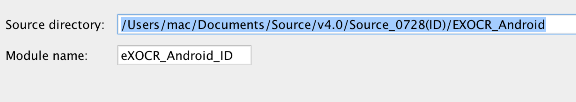 Source directory: /Users/mac/Documents/Source/v4.0/Source_0728(ID)/EXOCR_Android
Module name: eXOCR_Android_ID